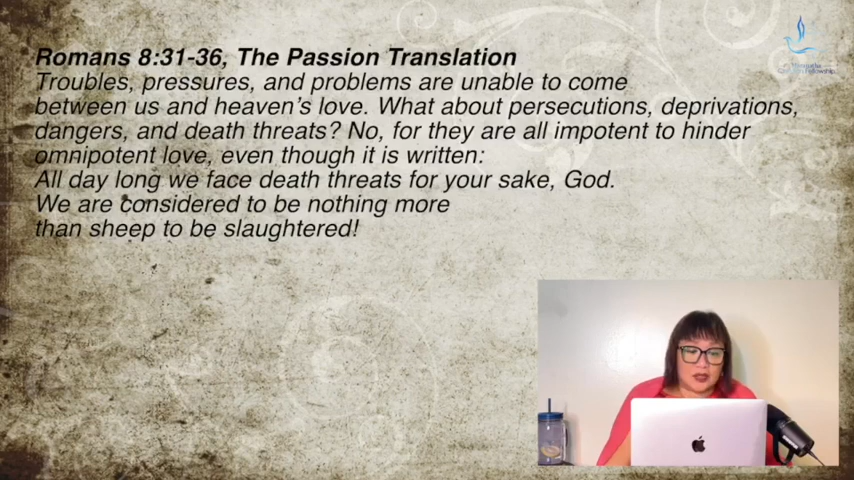 Romans 8:31-36, The Passion Translation
Troubles, pressures, and problems are unable to come
between us and heaven's love. What about persecutions, deprivations,
dangers, and death threats? No, for they are all impotent to hinder
omnipotent love, even though it is written:
All day long we face death threats for your sake, God.
We are considered to be nothing more
than sheep to be slaughtered!
Fellowship